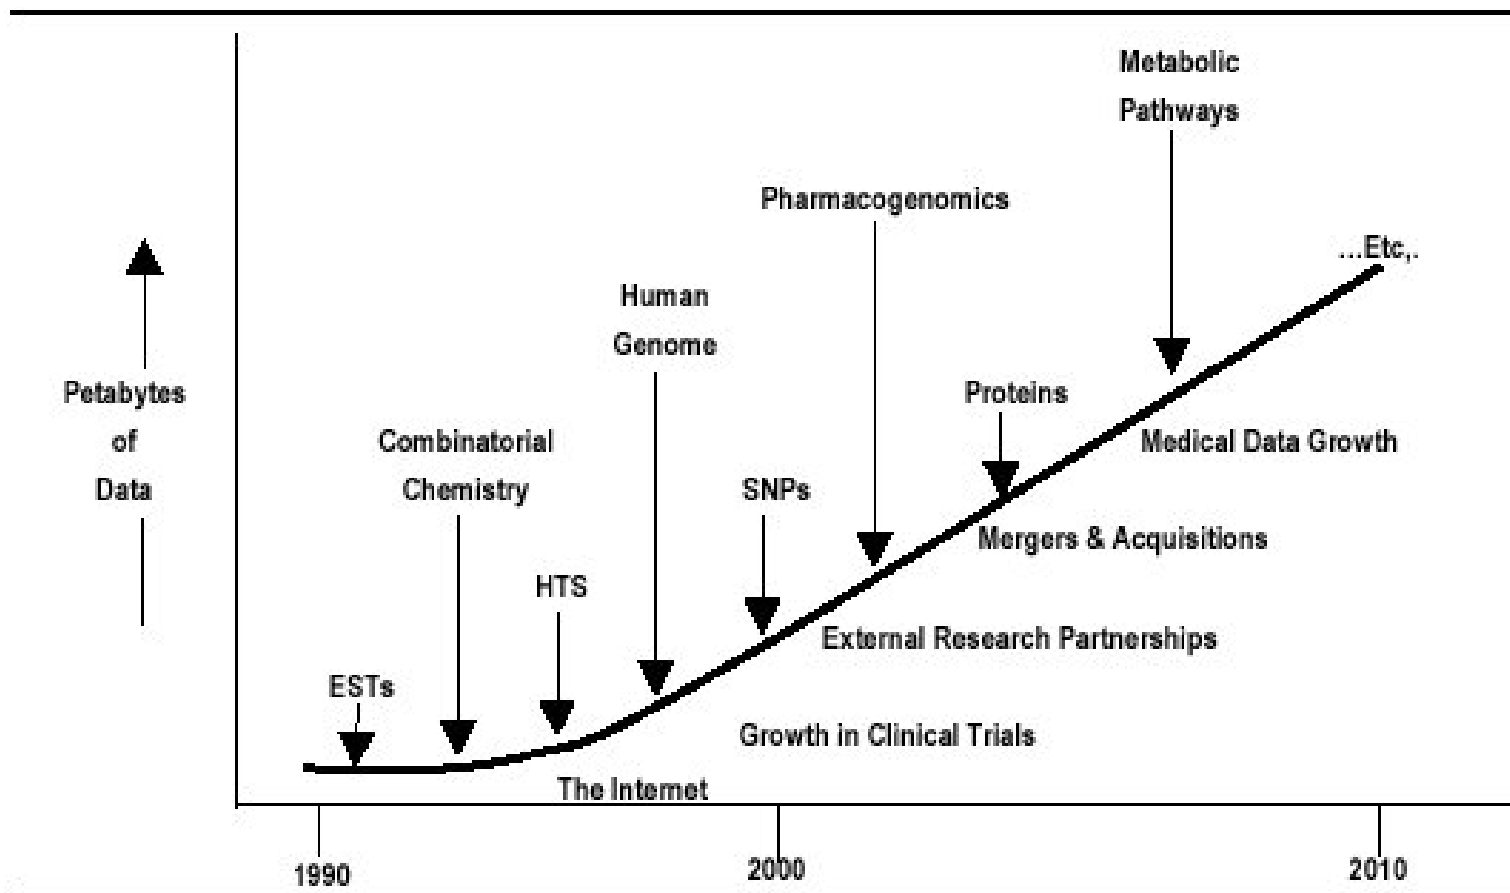 Metabolic
Pathways
Pharmacogenomics
...Etc,.
Human
Genome
Petabytes
of
Data
Proteins
Combinatorial
Chemistry
Medical Data Growth
SNPs
Mergers & Acquisitions
HTS
External Research Partnerships
ESTs
Growth in Clinical Trials
The Internet
1990
2000
2010